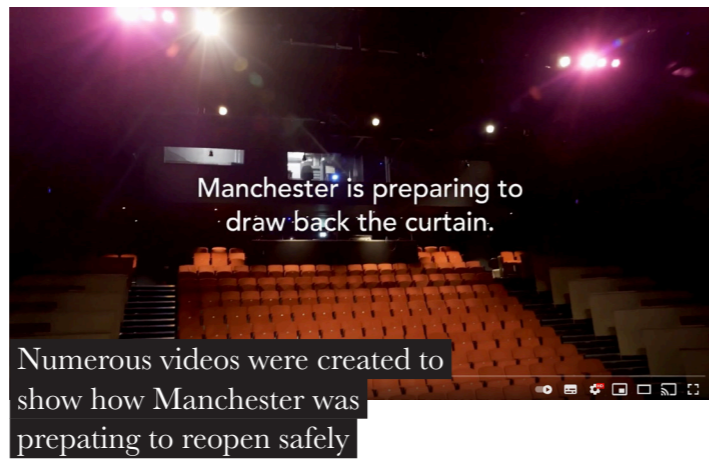 Manchester is preparing to
draw back the curtain.
Numerous videos were created to
show how Manchester was
prepating to reopen safely